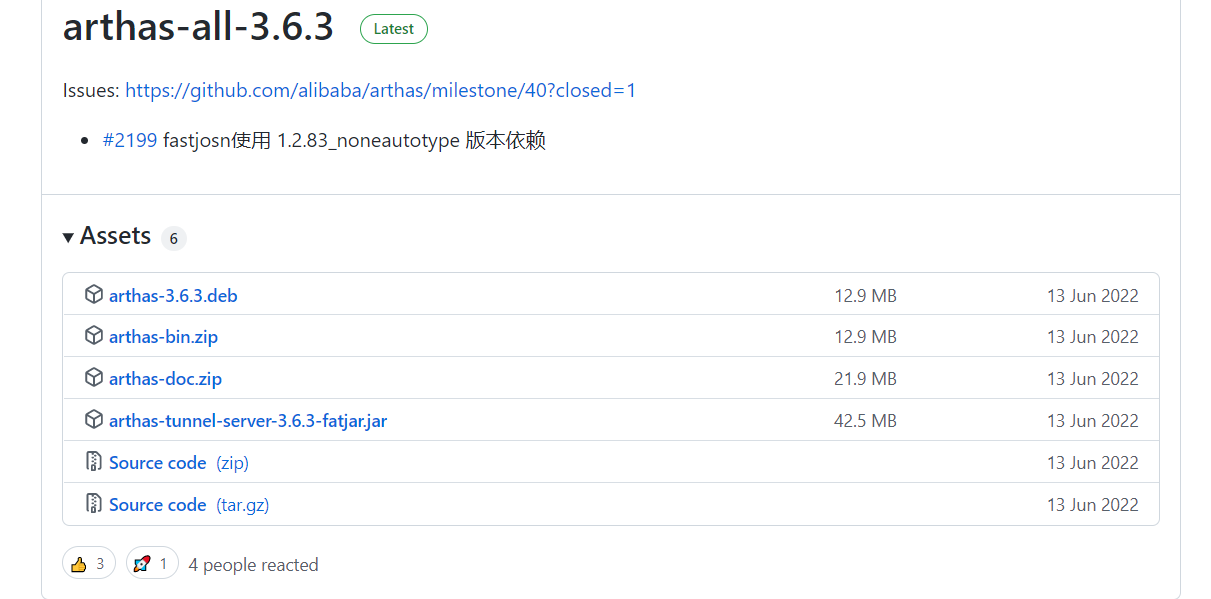 arthas-all-3.6.3 Latest
Issues: https://github.com/alibaba/arthas/milestone/40?closed=1
#2199 fastjosn使用 1.2.83_noneautotype 版本依赖
Assets 6
arthas-3.6.3.deb 12.9 MB 13 Jun 2022
arthas-bin.zip 12.9 MB 13 Jun 2022
arthas-doc.zip 21.9 MB 13 Jun 2022
arthas-tunnel-server-3.6.3-fatjar.jar 42.5 MB 13 Jun 2022
Source code (zip) 13 Jun 2022
Source code (tar.gz) 13 Jun 2022
3 1 4 people reacted